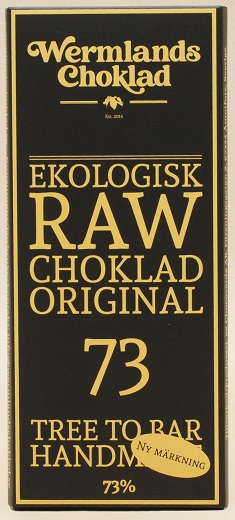 Wermlands
Choklad
Est. 2014
EKOLOGISK
RAW
CHOKLAD
ORIGINAL
73
TREE TO BAR
NY MÄRKNING
73%